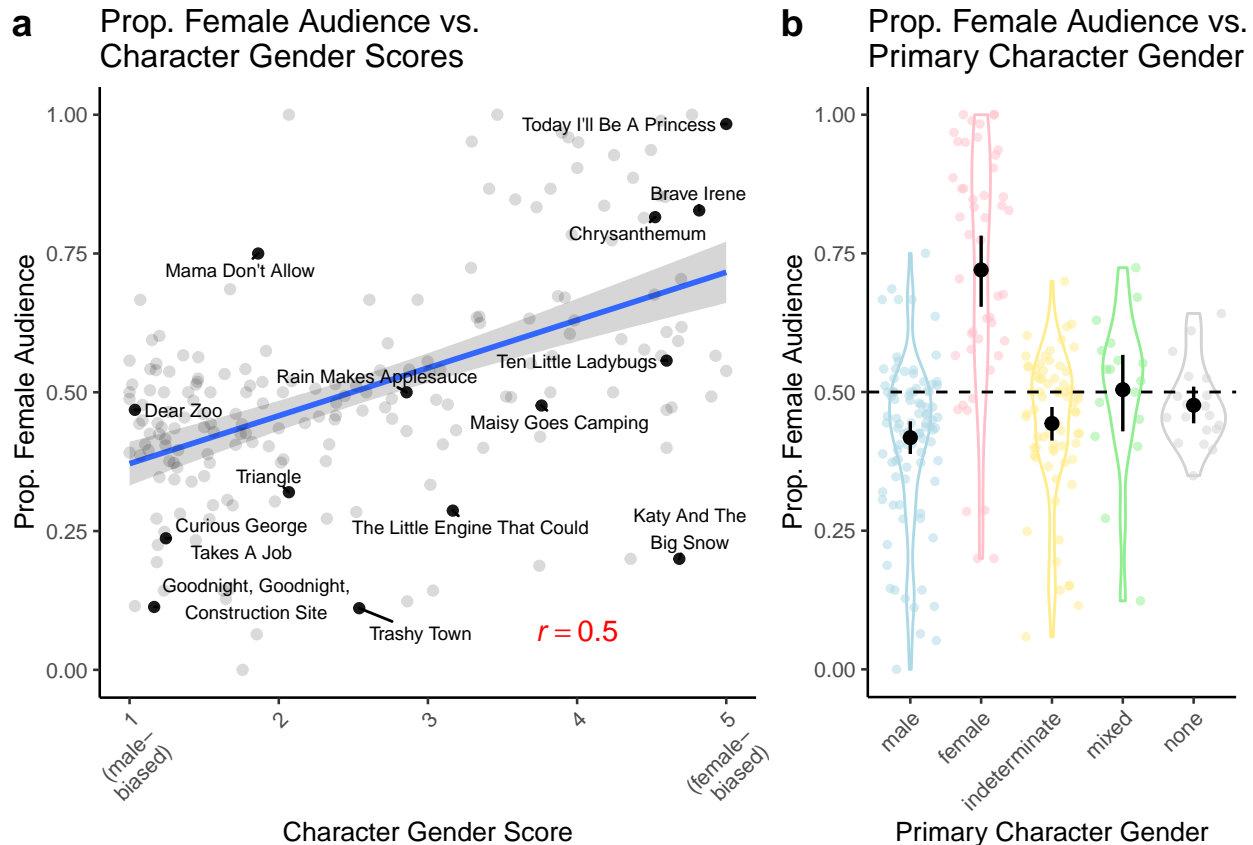 a
Prop. Female Audience vs.
Character Gender Scores
Prop. Female Audience
1.00
0.75
0.50
0.25
0.00
Today I'll Be A Princess
Brave Irene
Chrysanthemum
Mama Don't Allow
Ten Little Ladybugs
Rain Makes Applesauce
Dear Zoo
Maisy Goes Camping
Triangle
The Little Engine That Could
Katy And The
Big Snow
Curious George
Takes A Job
Goodnight, Goodnight,
Construction Site
Trashy Town
r = 0.5
1
(male–
biased)
2
3
4
5
(female–
biased)
Character Gender Score
b
Prop. Female Audience vs.
Primary Character Gender
Prop. Female Audience
1.00
0.75
0.50
0.25
0.00
male
female
indeterminate
mixed
none
Primary Character Gender